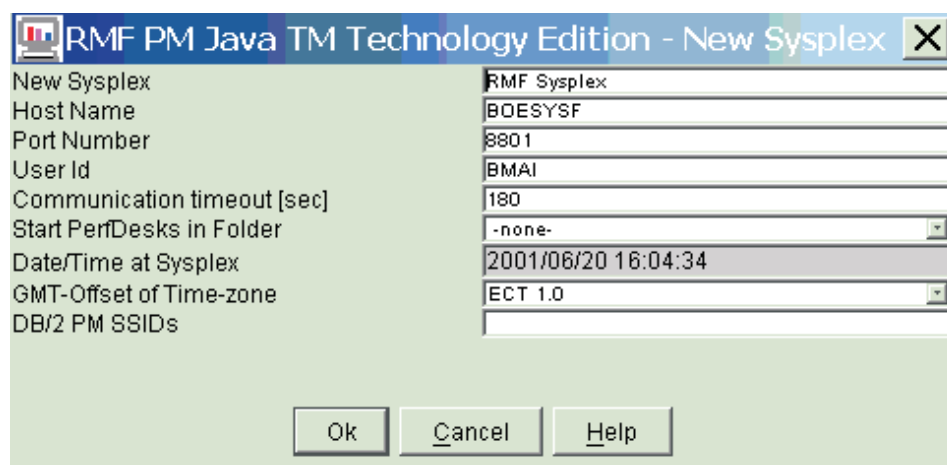 RMF PM Java TM Technology Edition - New Sysplex
New Sysplex RMF Sysplex
Host Name BOESYSF
Port Number 8801
User Id BMAI
Communication timeout [sec] 180
Start PerfDesks in Folder -none-
Date/Time at Sysplex 2001/06/20 16:04:34
GMT-Offset of Time-zone ECT 1.0
DB/2 PM SSIDs
Ok Cancel Help